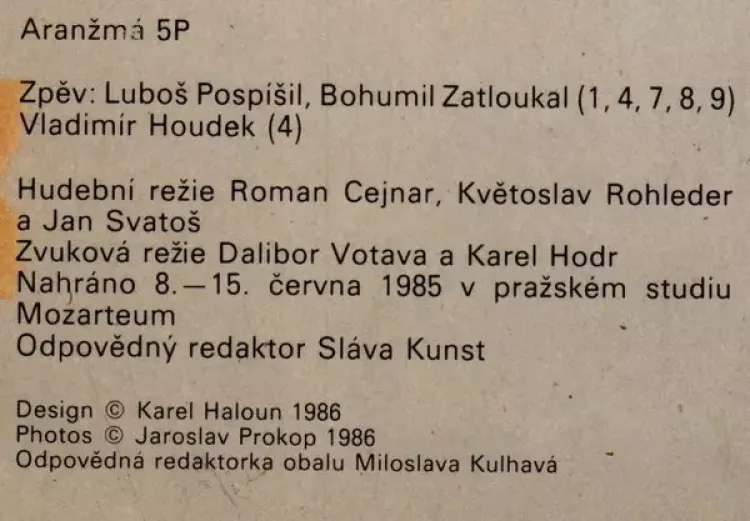 Aranžmá 5P
Zpěv: Luboš Pospíšil, Bohumil Zatloukal (1, 4, 7, 8, 9)
Vladimír Houdek (4)
Hudební režie Roman Cejnar, Květoslav Rohleder
a Jan Svatoš
Zvuková režie Dalibor Votava a Karel Hodr
Nahráno 8.—15. června 1985 v pražském studiu
Mozarteum
Odpovědný redaktor Sláva Kunst
Design © Karel Haloun 1986
Photos © Jaroslav Prokop 1986
Odpovědná redaktorka obalu Miloslava Kulhavá